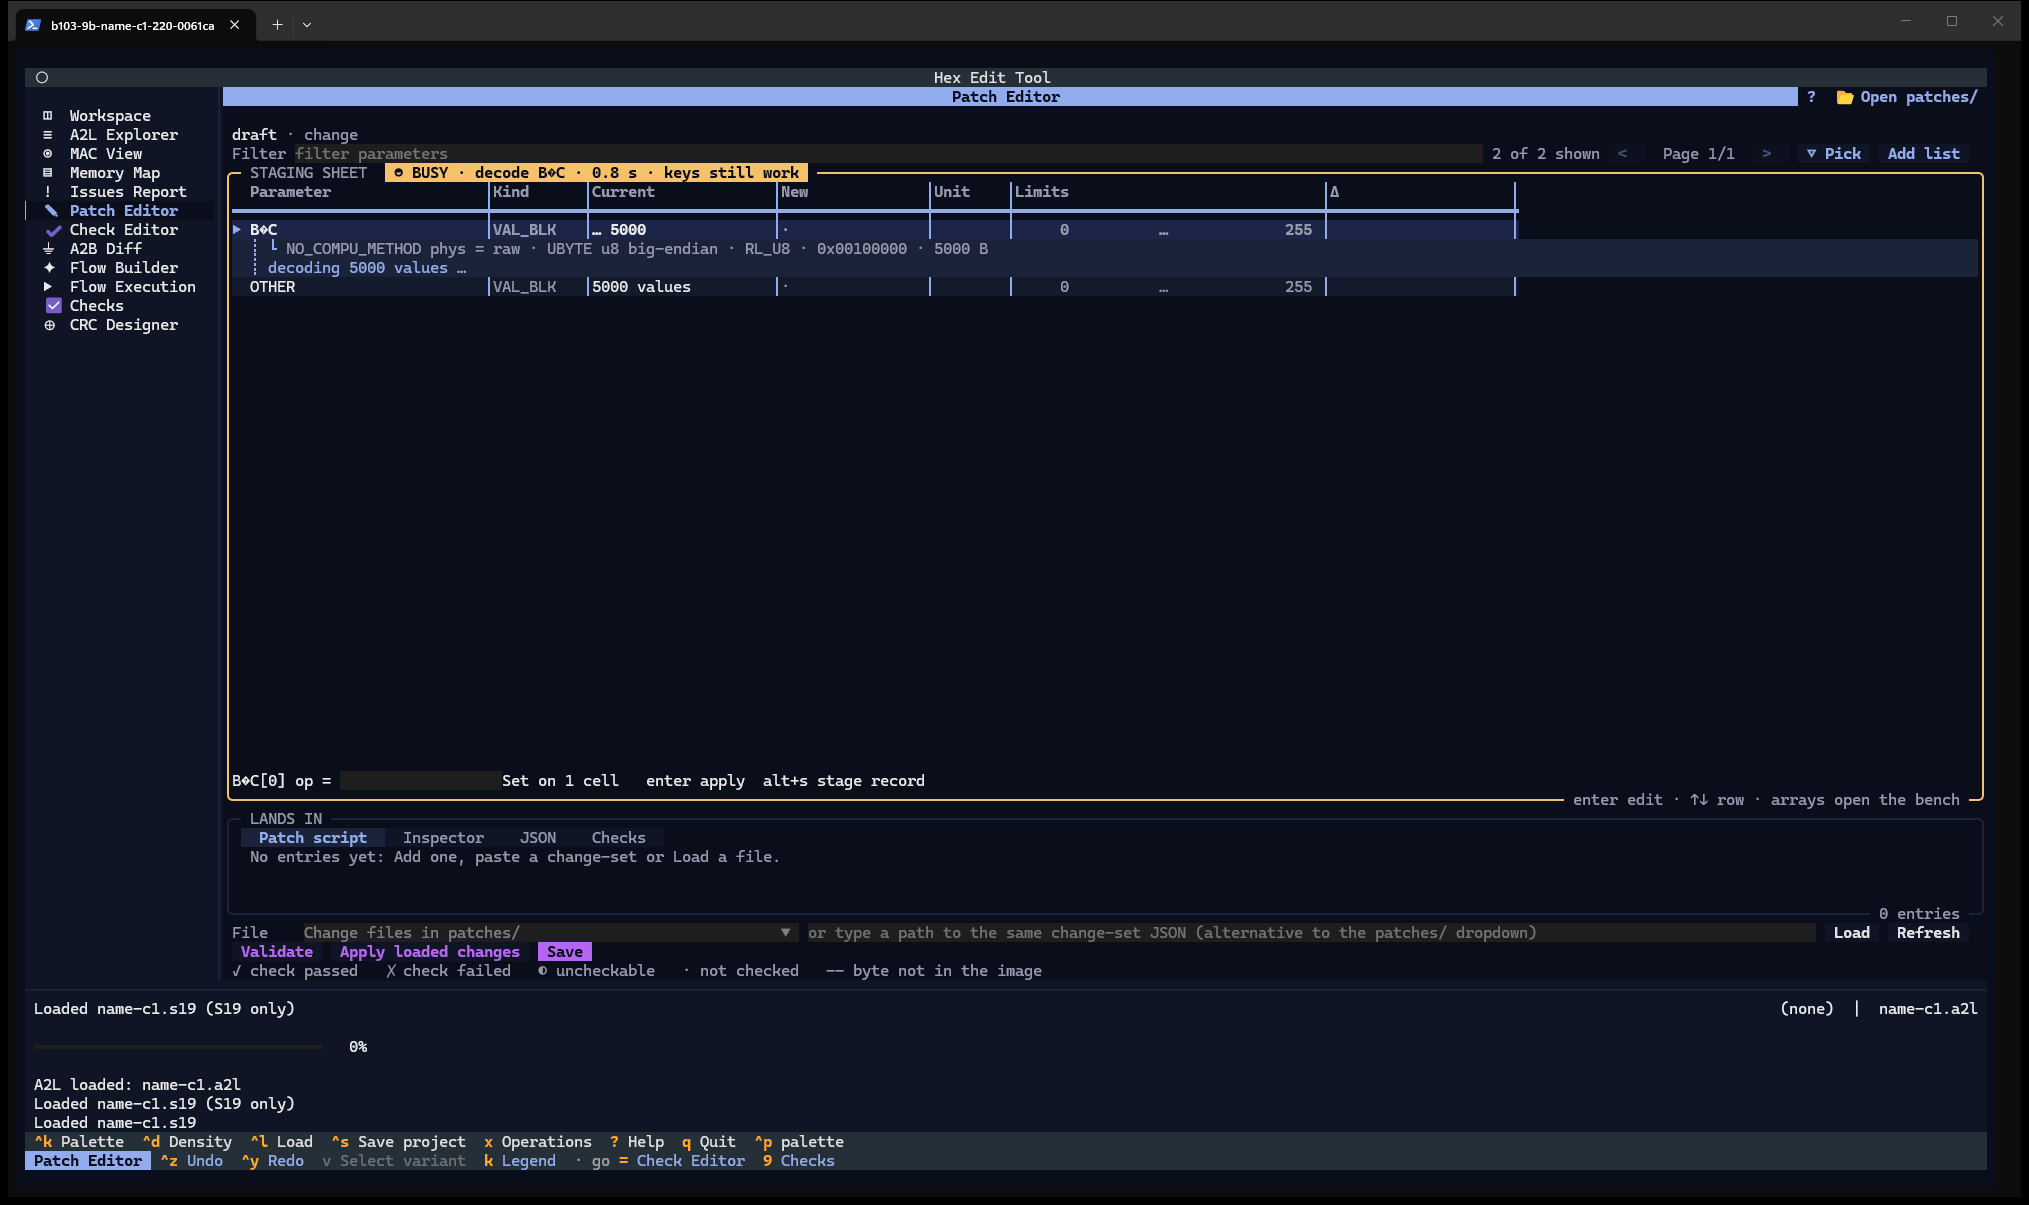 b103-9b-name-c1-220-0061ca
Hex Edit Tool
Patch Editor ? Open patches/
Workspace
A2L Explorer
MAC View
Memory Map
! Issues Report
Patch Editor
Check Editor
A2B Diff
Flow Builder
Flow Execution
Checks
CRC Designer
draft · change
Filter filter parameters 2 of 2 shown < Page 1/1 > ▽ Pick Add list
STAGING SHEET BUSY · decode B�C · 0.8 s · keys still work
Parameter Kind Current New Unit Limits Δ
▶ B�C VAL_BLK … 5000 · 0 … 255
└ NO_COMPU_METHOD phys = raw · UBYTE u8 big-endian · RL_U8 · 0x00100000 · 5000 B
decoding 5000 values …
OTHER VAL_BLK 5000 values · 0 … 255
B�C[0] op = Set on 1 cell enter apply alt+s stage record
enter edit · ↑↓ row · arrays open the bench
LANDS IN
Patch script Inspector JSON Checks
No entries yet: Add one, paste a change-set or Load a file.
0 entries
File Change files in patches/ ▼ or type a path to the same change-set JSON (alternative to the patches/ dropdown) Load Refresh
Validate Apply loaded changes Save
✓ check passed ✗ check failed ◐ uncheckable · not checked -- byte not in the image
Loaded name-c1.s19 (S19 only) (none) | name-c1.a2l
0%
A2L loaded: name-c1.a2l
Loaded name-c1.s19 (S19 only)
Loaded name-c1.s19
^k Palette ^d Density ^l Load ^s Save project x Operations ? Help q Quit ^p palette
Patch Editor ^z Undo ^y Redo v Select variant k Legend · go = Check Editor 9 Checks